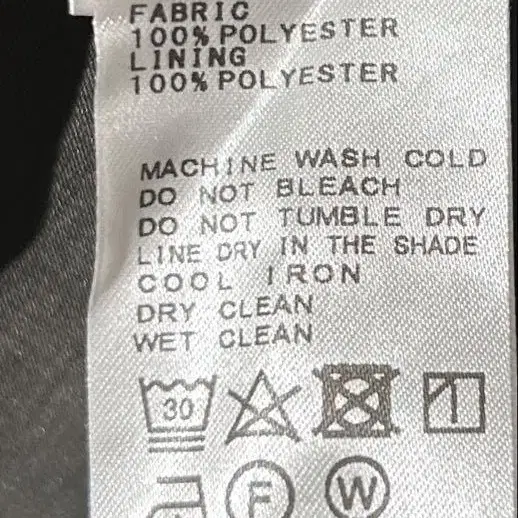 FABRIC
100% POLYESTER
LINING
100% POLYESTER
MACHINE WASH COLD
DO NOT BLEACH
DO NOT TUMBLE DRY
LINE DRY IN THE SHADE
COOL IRON
DRY CLEAN
WET CLEAN
30
F W